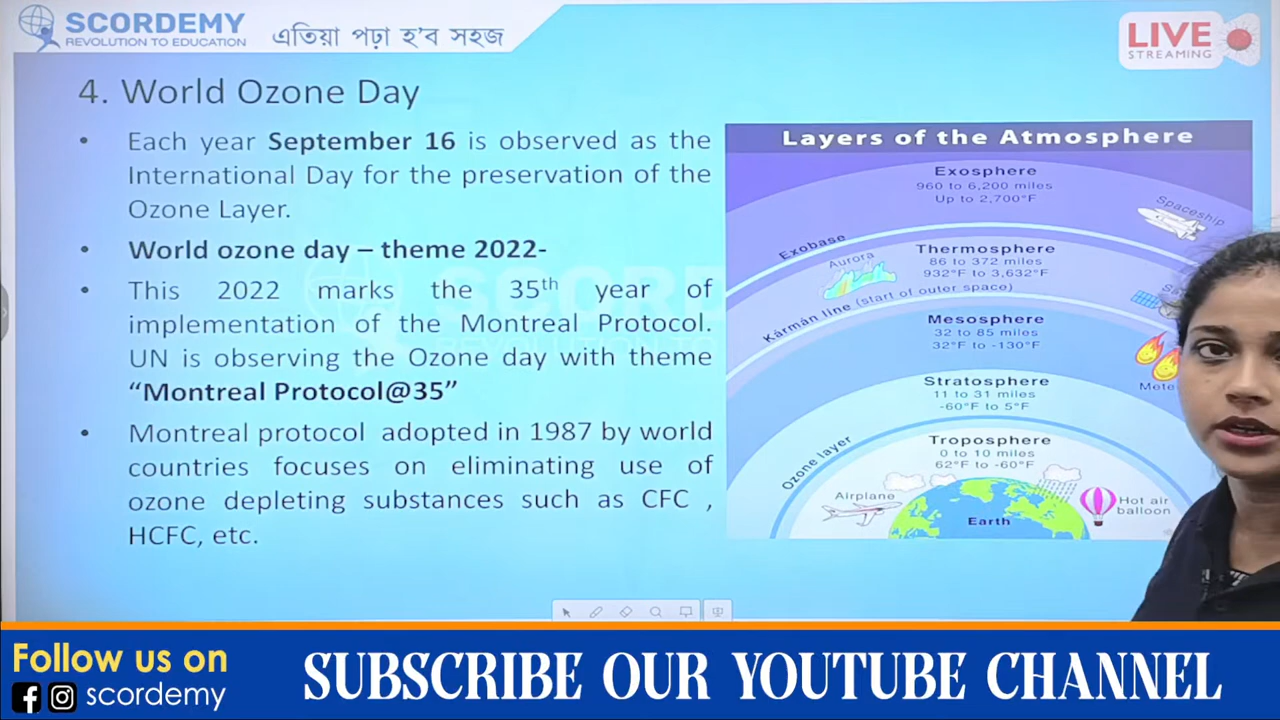 SCORDEMY
REVOLUTION TO EDUCATION
এতিয়া পঢ়া হ'ব সহজ
LIVE
STREAMING
4. World Ozone Day
• Each year September 16 is observed as the
International Day for the preservation of the
Ozone Layer.
• World ozone day – theme 2022-
• This 2022 marks the 35th year of
implementation of the Montreal Protocol.
UN is observing the Ozone day with theme
“Montreal Protocol@35”
• Montreal protocol adopted in 1987 by world
countries focuses on eliminating use of
ozone depleting substances such as CFC ,
HCFC, etc.
Layers of the Atmosphere
Exosphere
960 to 6,200 miles
Up to 2,700°F
Spaceship
Exobase
Thermosphere
86 to 372 miles
932°F to 3,632°F
Aurora
Kármán line (start of outer space)
Mesosphere
32 to 85 miles
32°F to -130°F
Stratosphere
11 to 31 miles
-60°F to 5°F
Ozone layer
Troposphere
0 to 10 miles
62°F to -60°F
Airplane
Hot air
balloon
Earth
Follow us on
scordemy
SUBSCRIBE OUR YOUTUBE CHANNEL